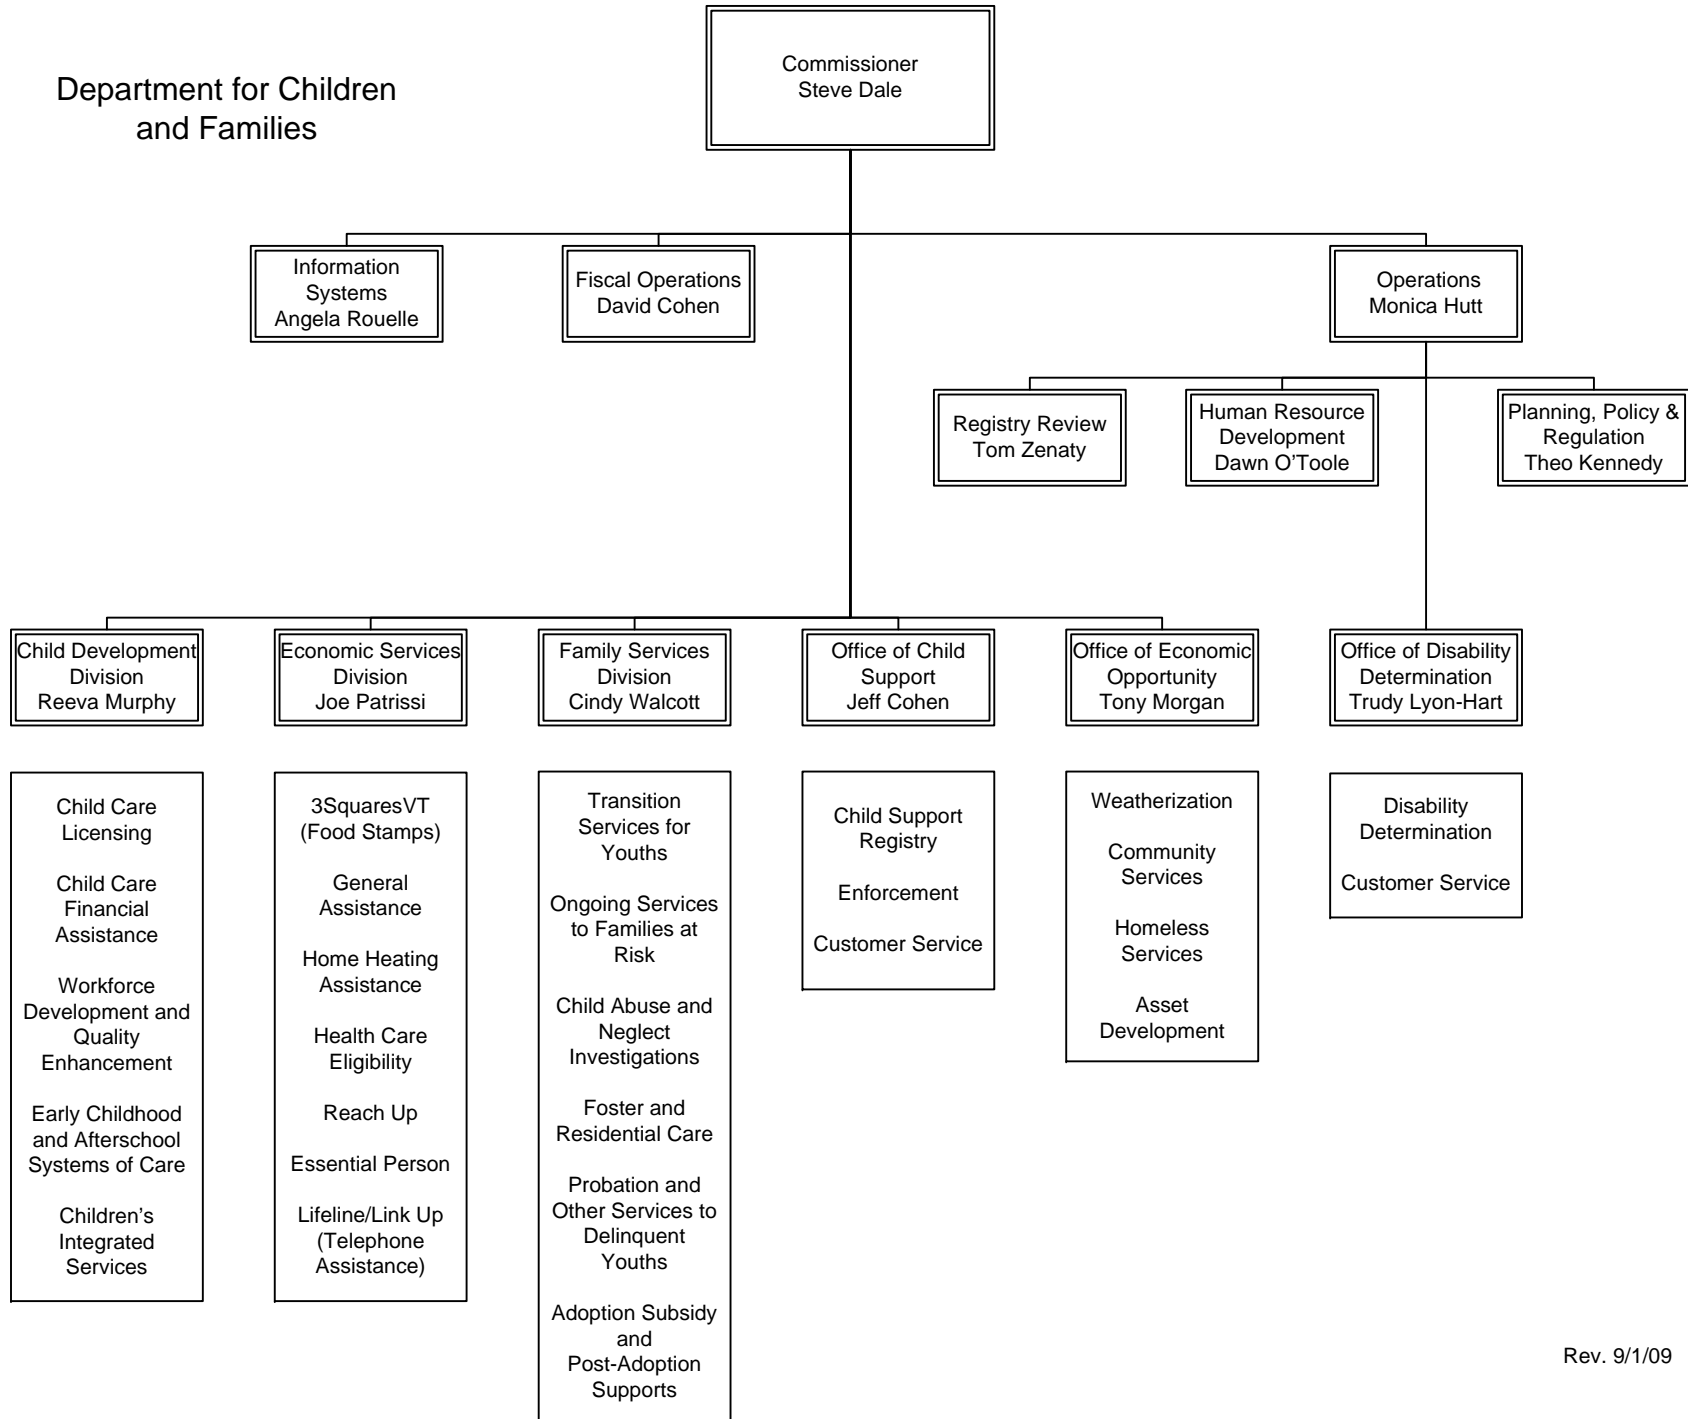 Department for Children
and Families
Commissioner
Steve Dale
Information
Systems
Angela Rouelle
Fiscal Operations
David Cohen
Operations
Monica Hutt
Registry Review
Tom Zenaty
Human Resource
Development
Dawn O'Toole
Planning, Policy &
Regulation
Theo Kennedy
Child Development
Division
Reeva Murphy
Economic Services
Division
Joe Patrissi
Family Services
Division
Cindy Walcott
Office of Child
Support
Jeff Cohen
Office of Economic
Opportunity
Tony Morgan
Office of Disability
Determination
Trudy Lyon-Hart
Child Care
Licensing
Child Care
Financial
Assistance
Workforce
Development and
Quality
Enhancement
Early Childhood
and Afterschool
Systems of Care
Children's
Integrated
Services
3SquaresVT
(Food Stamps)
General
Assistance
Home Heating
Assistance
Health Care
Eligibility
Reach Up
Essential Person
Lifeline/Link Up
(Telephone
Assistance)
Transition
Services for
Youths
Ongoing Services
to Families at
Risk
Child Abuse and
Neglect
Investigations
Foster and
Residential Care
Probation and
Other Services to
Delinquent
Youths
Adoption Subsidy
and
Post-Adoption
Supports
Child Support
Registry
Enforcement
Customer Service
Weatherization
Community
Services
Homeless
Services
Asset
Development
Disability
Determination
Customer Service
Rev. 9/1/09